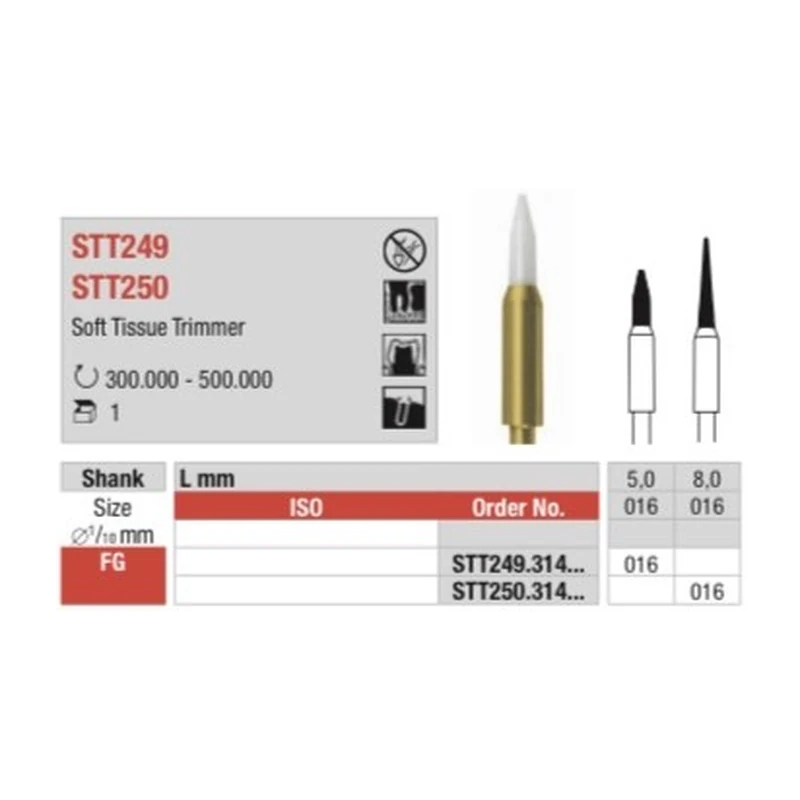 STT249
STT250
Soft Tissue Trimmer
300.000 - 500.000
1
Shank L mm 5,0 8,0
Size ISO Order No. 016 016
⌀1/10 mm
FG STT249.314... 016
STT250.314... 016